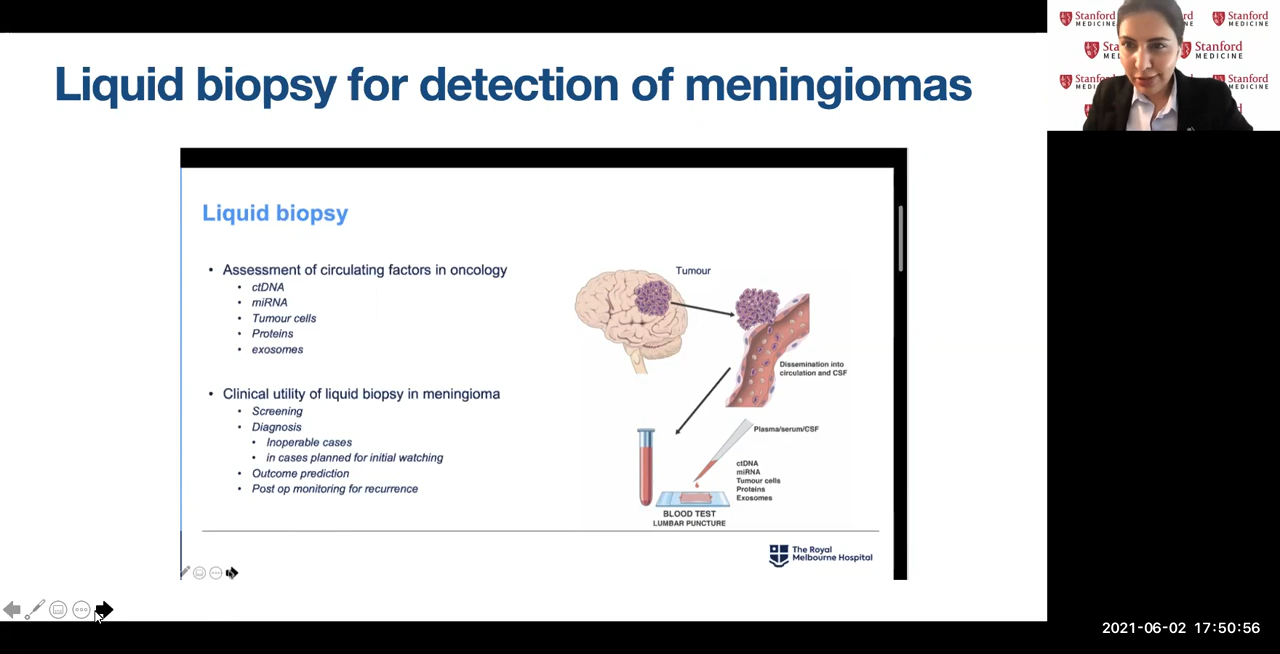 Liquid biopsy for detection of meningiomas
Liquid biopsy
• Assessment of circulating factors in oncology
• ctDNA
• miRNA
• Tumour cells
• Proteins
• exosomes
• Clinical utility of liquid biopsy in meningioma
• Screening
• Diagnosis
• Inoperable cases
• in cases planned for initial watching
• Outcome prediction
• Post op monitoring for recurrence
Tumour
Dissemination into
circulation and CSF
Plasma/serum/CSF
ctDNA
miRNA
Tumour cells
Proteins
Exosomes
BLOOD TEST
LUMBAR PUNCTURE
The Royal
Melbourne Hospital
Stanford
MEDICINE
Stanford
MEDICINE
Stanford
MEDICINE
Stanford
MEDICINE
Stanford
MEDICINE
2021-06-02 17:50:56